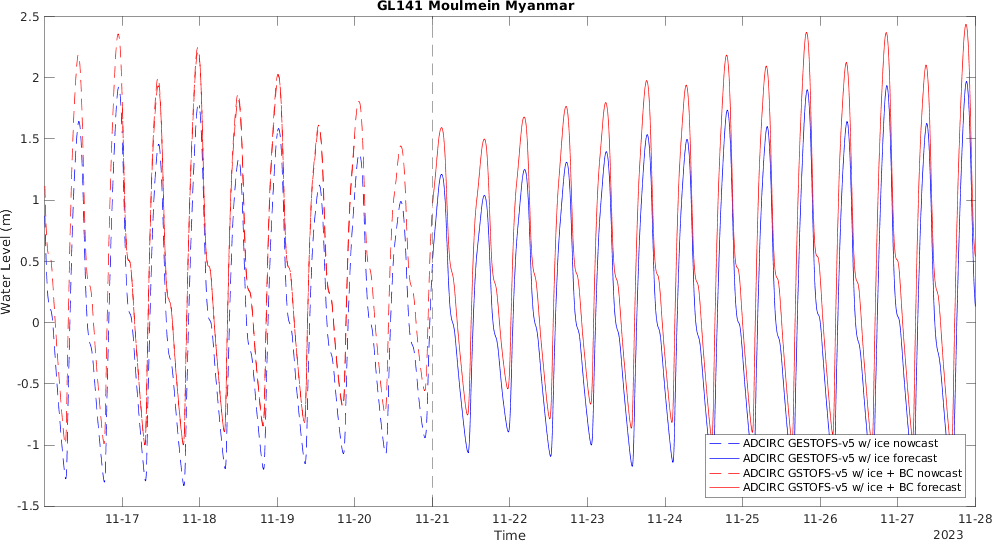 GL141 Moulmein Myanmar
Water Level (m)
2.5
2
1.5
1
0.5
0
-0.5
-1
-1.5
11-17 11-18 11-19 11-20 11-21 11-22 11-23 11-24 11-25 11-26 11-27 11-28
Time
2023
ADCIRC GESTOFS-v5 w/ ice nowcast
ADCIRC GESTOFS-v5 w/ ice forecast
ADCIRC GSTOFS-v5 w/ ice + BC nowcast
ADCIRC GSTOFS-v5 w/ ice + BC forecast